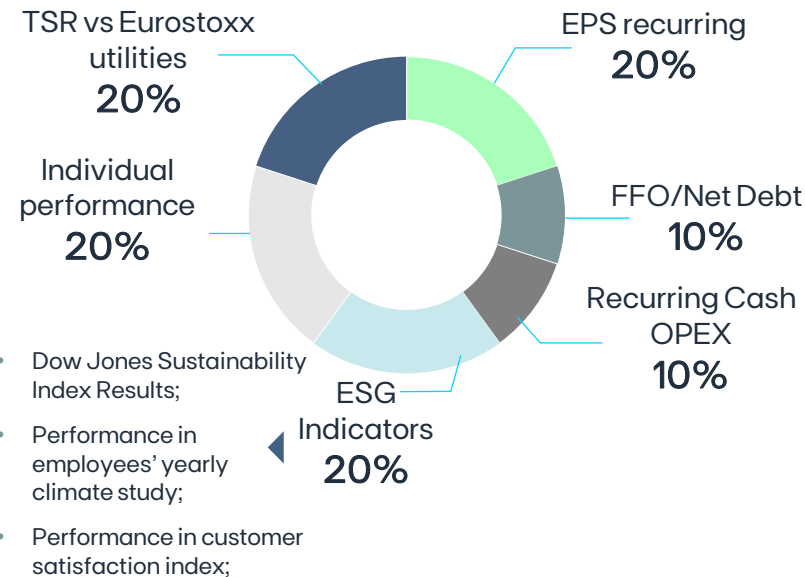 TSR vs Eurostoxx
utilities
20%
EPS recurring
20%
Individual
performance
20%
FFO/Net Debt
10%
Recurring Cash
OPEX
10%
ESG
Indicators
20%
• Dow Jones Sustainability
Index Results;
• Performance in
employees’ yearly
climate study;
• Performance in customer
satisfaction index;